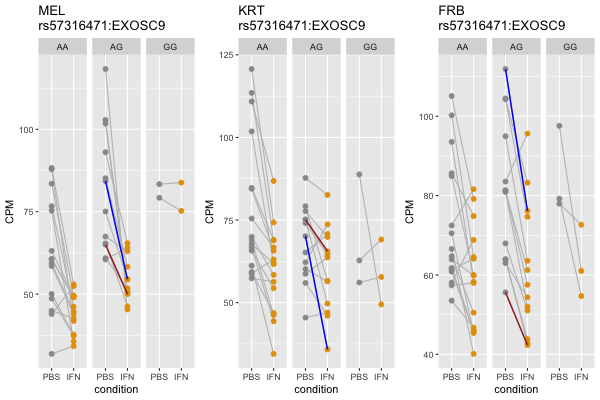 MEL
rs57316471:EXOSC9
AA AG GG
CPM
100
75
50
PBS IFN PBS IFN PBS IFN
condition
KRT
rs57316471:EXOSC9
AA AG GG
CPM
125
100
75
50
PBS IFN PBS IFN PBS IFN
condition
FRB
rs57316471:EXOSC9
AA AG GG
CPM
100
80
60
40
PBS IFN PBS IFN PBS IFN
condition